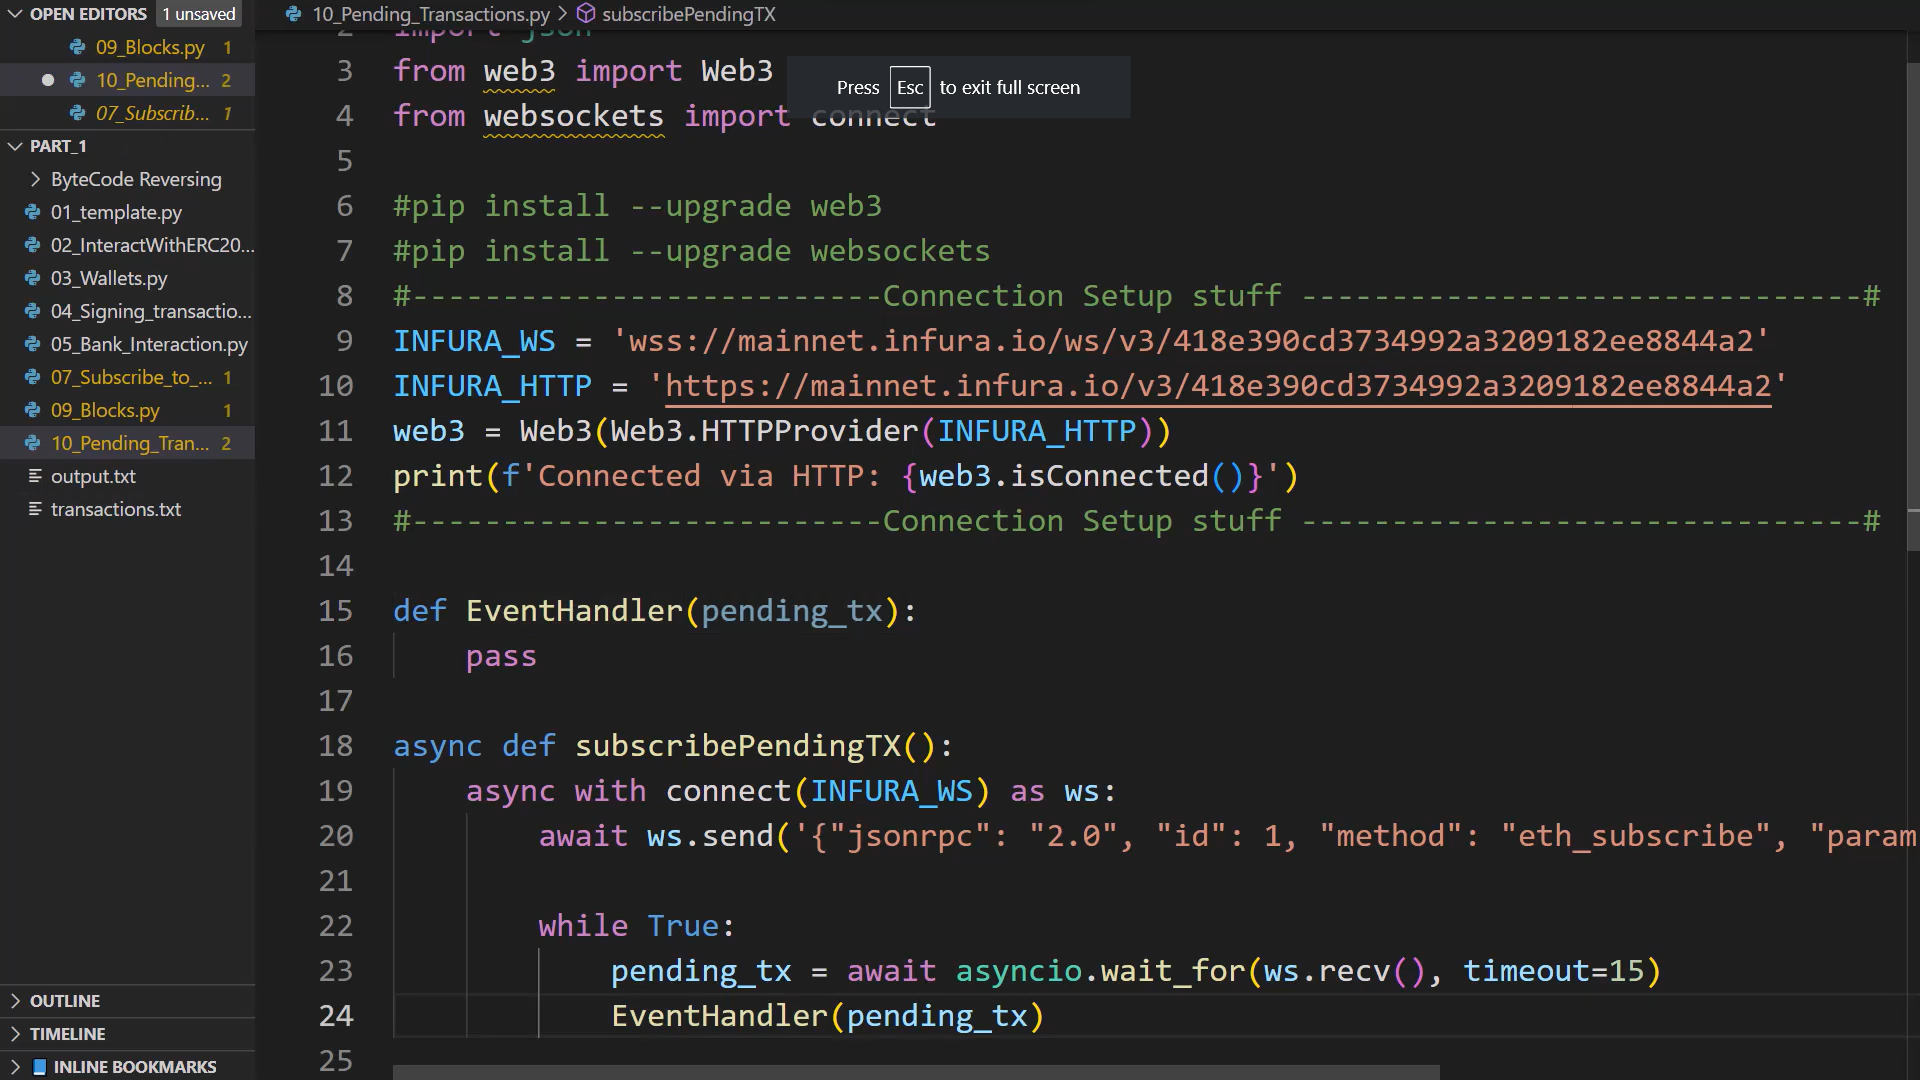 OPEN EDITORS 1 unsaved
09_Blocks.py 1
10_Pending... 2
07_Subscrib... 1
PART_1
ByteCode Reversing
01_template.py
02_InteractWithERC20...
03_Wallets.py
04_Signing_transactio...
05_Bank_Interaction.py
07_Subscribe_to_... 1
09_Blocks.py 1
10_Pending_Tran... 2
output.txt
transactions.txt
OUTLINE
TIMELINE
INLINE BOOKMARKS
10_Pending_Transactions.py > subscribePendingTX
Press Esc to exit full screen
2 import json
3 from web3 import Web3
4 from websockets import connect
5
6 #pip install --upgrade web3
7 #pip install --upgrade websockets
8 #--------------------------Connection Setup stuff -------------------------------#
9 INFURA_WS = 'wss://mainnet.infura.io/ws/v3/418e390cd3734992a3209182ee8844a2'
10 INFURA_HTTP = 'https://mainnet.infura.io/v3/418e390cd3734992a3209182ee8844a2'
11 web3 = Web3(Web3.HTTPProvider(INFURA_HTTP))
12 print(f'Connected via HTTP: {web3.isConnected()}')
13 #--------------------------Connection Setup stuff -------------------------------#
14
15 def EventHandler(pending_tx):
16 pass
17
18 async def subscribePendingTX():
19 async with connect(INFURA_WS) as ws:
20 await ws.send('{"jsonrpc": "2.0", "id": 1, "method": "eth_subscribe", "param
21
22 while True:
23 pending_tx = await asyncio.wait_for(ws.recv(), timeout=15)
24 EventHandler(pending_tx)
25